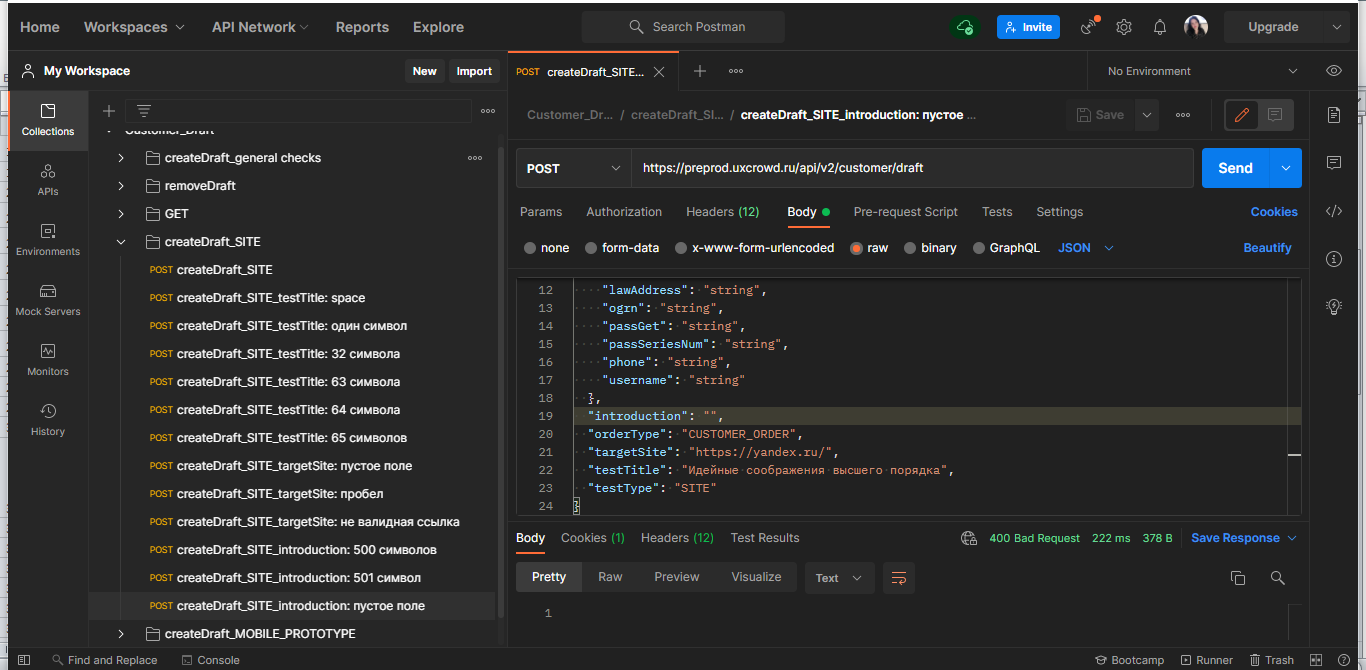 Home Workspaces API Network Reports Explore Search Postman Invite Upgrade
My Workspace New Import POST createDraft_SITE... No Environment
Collections
APIs
Environments
Mock Servers
Monitors
History
Customer_Draft
createDraft_general checks
removeDraft
GET
createDraft_SITE
POST createDraft_SITE
POST createDraft_SITE_testTitle: space
POST createDraft_SITE_testTitle: один символ
POST createDraft_SITE_testTitle: 32 символа
POST createDraft_SITE_testTitle: 63 символа
POST createDraft_SITE_testTitle: 64 символа
POST createDraft_SITE_testTitle: 65 символов
POST createDraft_SITE_targetSite: пустое поле
POST createDraft_SITE_targetSite: пробел
POST createDraft_SITE_targetSite: не валидная ссылка
POST createDraft_SITE_introduction: 500 символов
POST createDraft_SITE_introduction: 501 символ
POST createDraft_SITE_introduction: пустое поле
createDraft_MOBILE_PROTOTYPE
Customer_Dr... / createDraft_SI... / createDraft_SITE_introduction: пустое ... Save
POST https://preprod.uxcrowd.ru/api/v2/customer/draft Send
Params Authorization Headers (12) Body Pre-request Script Tests Settings Cookies
none form-data x-www-form-urlencoded raw binary GraphQL JSON Beautify
12 "lawAddress": "string",
13 "ogrn": "string",
14 "passGet": "string",
15 "passSeriesNum": "string",
16 "phone": "string",
17 "username": "string"
18 },
19 "introduction": "",
20 "orderType": "CUSTOMER_ORDER",
21 "targetSite": "https://yandex.ru/",
22 "testTitle": "Идейные соображения высшего порядка",
23 "testType": "SITE"
24 }
Body Cookies (1) Headers (12) Test Results 400 Bad Request 222 ms 378 B Save Response
Pretty Raw Preview Visualize Text
1
Find and Replace Console Bootcamp Runner Trash